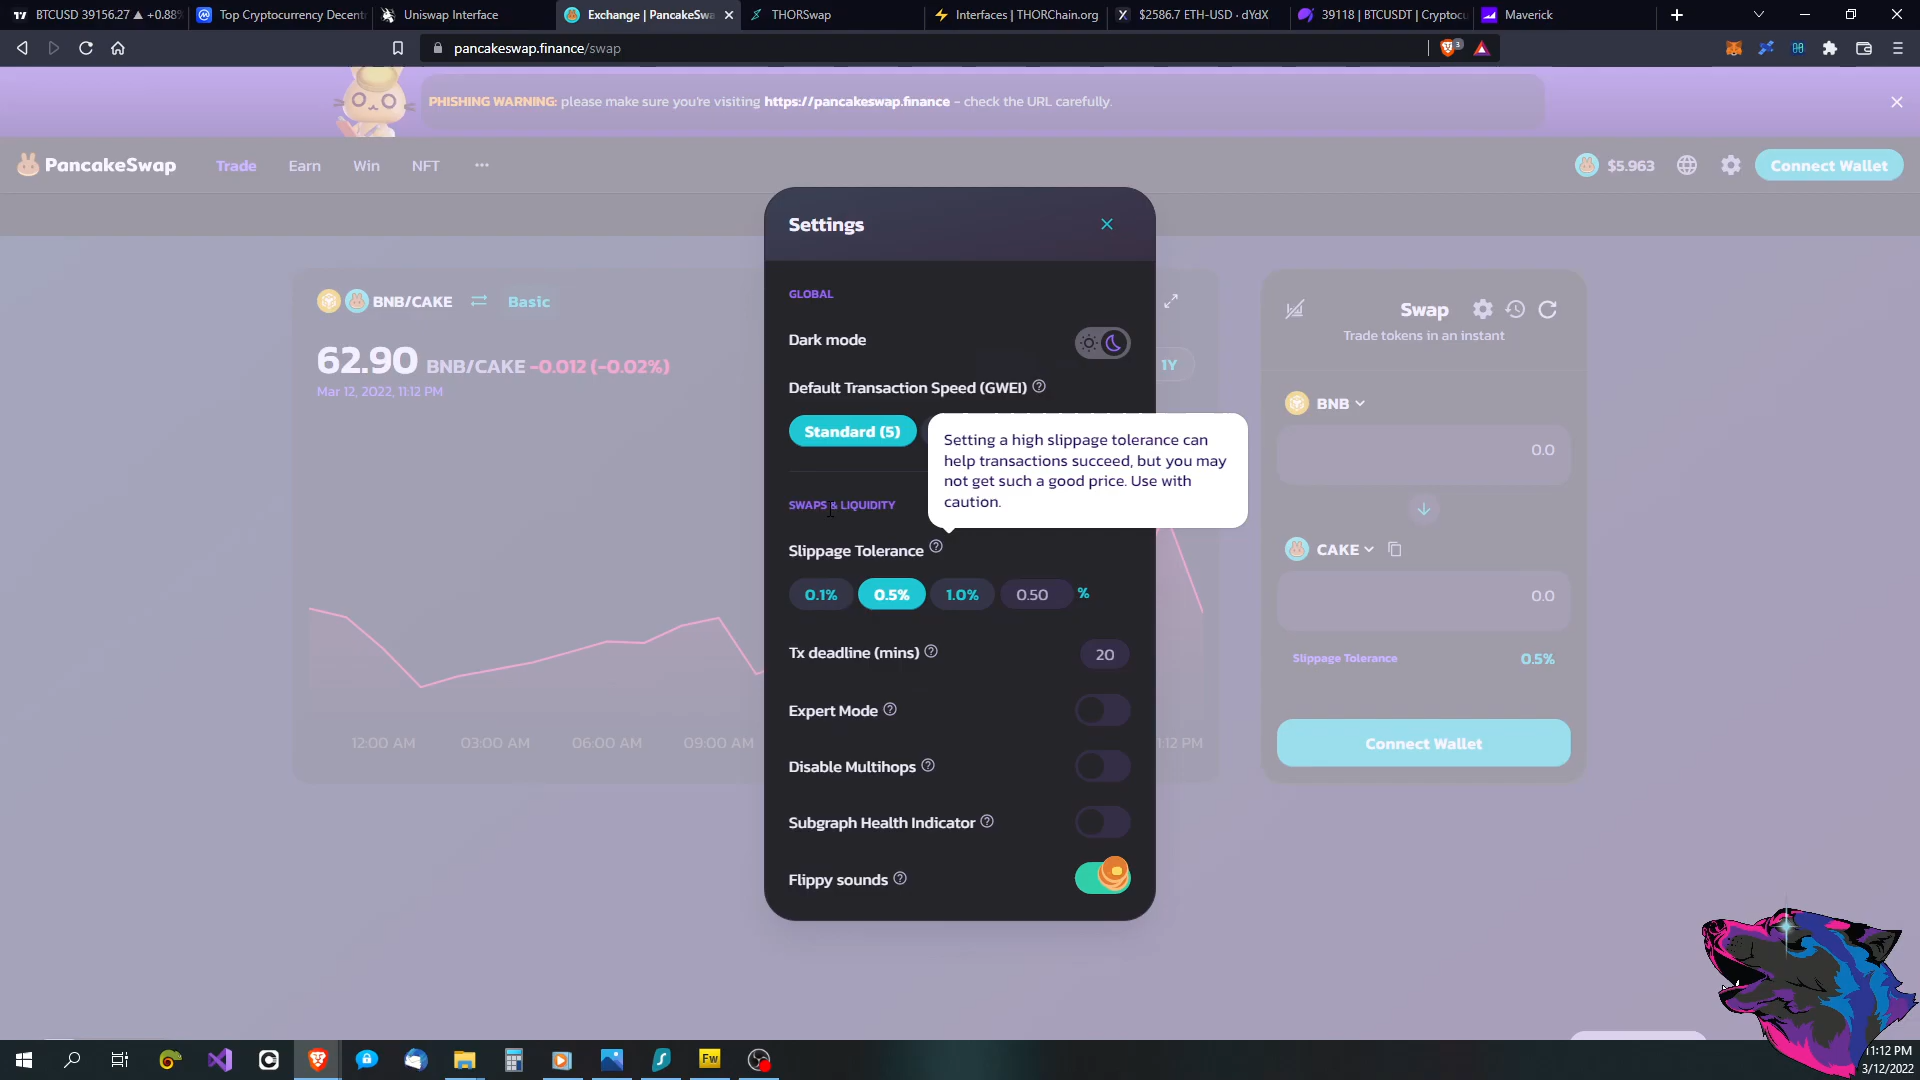 BTCUSD 39156.27 ▲ +0.88%
Top Cryptocurrency Decent
Uniswap Interface
Exchange | PancakeSwa
THORSwap
Interfaces | THORChain.org
$2586.7 ETH-USD · dYdX
39118 | BTCUSDT | Cryptocu
Maverick
pancakeswap.finance/swap
3
PHISHING WARNING: please make sure you're visiting https://pancakeswap.finance - check the URL carefully.
PancakeSwap
Trade
Earn
Win
NFT
$5.963
Connect Wallet
Settings
GLOBAL
Dark mode
Default Transaction Speed (GWEI)
Standard (5)
Setting a high slippage tolerance can
help transactions succeed, but you may
not get such a good price. Use with
caution.
SWAPS & LIQUIDITY
Slippage Tolerance
0.1%
0.5%
1.0%
0.50
%
Tx deadline (mins)
20
Expert Mode
Disable Multihops
Subgraph Health Indicator
Flippy sounds
BNB/CAKE
Basic
62.90 BNB/CAKE -0.012 (-0.02%)
Mar 12, 2022, 11:12 PM
1Y
12:00 AM
03:00 AM
06:00 AM
09:00 AM
1:12 PM
Swap
Trade tokens in an instant
BNB
0.0
CAKE
0.0
Slippage Tolerance
0.5%
Connect Wallet
Fw
11:12 PM
3/12/2022